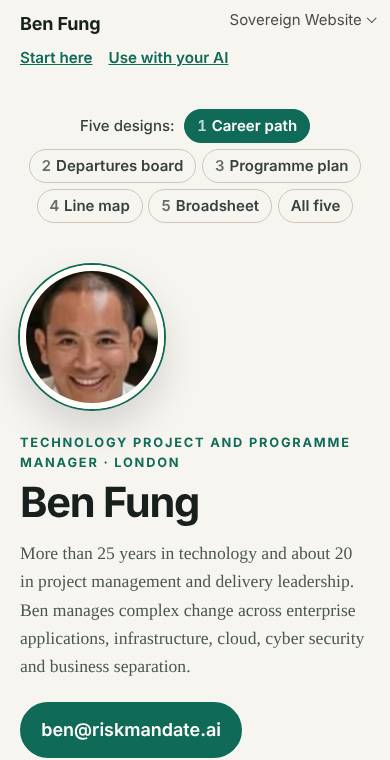 Ben Fung
Sovereign Website
Start here Use with your AI
Five designs: 1 Career path
2 Departures board 3 Programme plan
4 Line map 5 Broadsheet All five
TECHNOLOGY PROJECT AND PROGRAMME
MANAGER · LONDON
Ben Fung
More than 25 years in technology and about 20
in project management and delivery leadership.
Ben manages complex change across enterprise
applications, infrastructure, cloud, cyber security
and business separation.
ben@riskmandate.ai